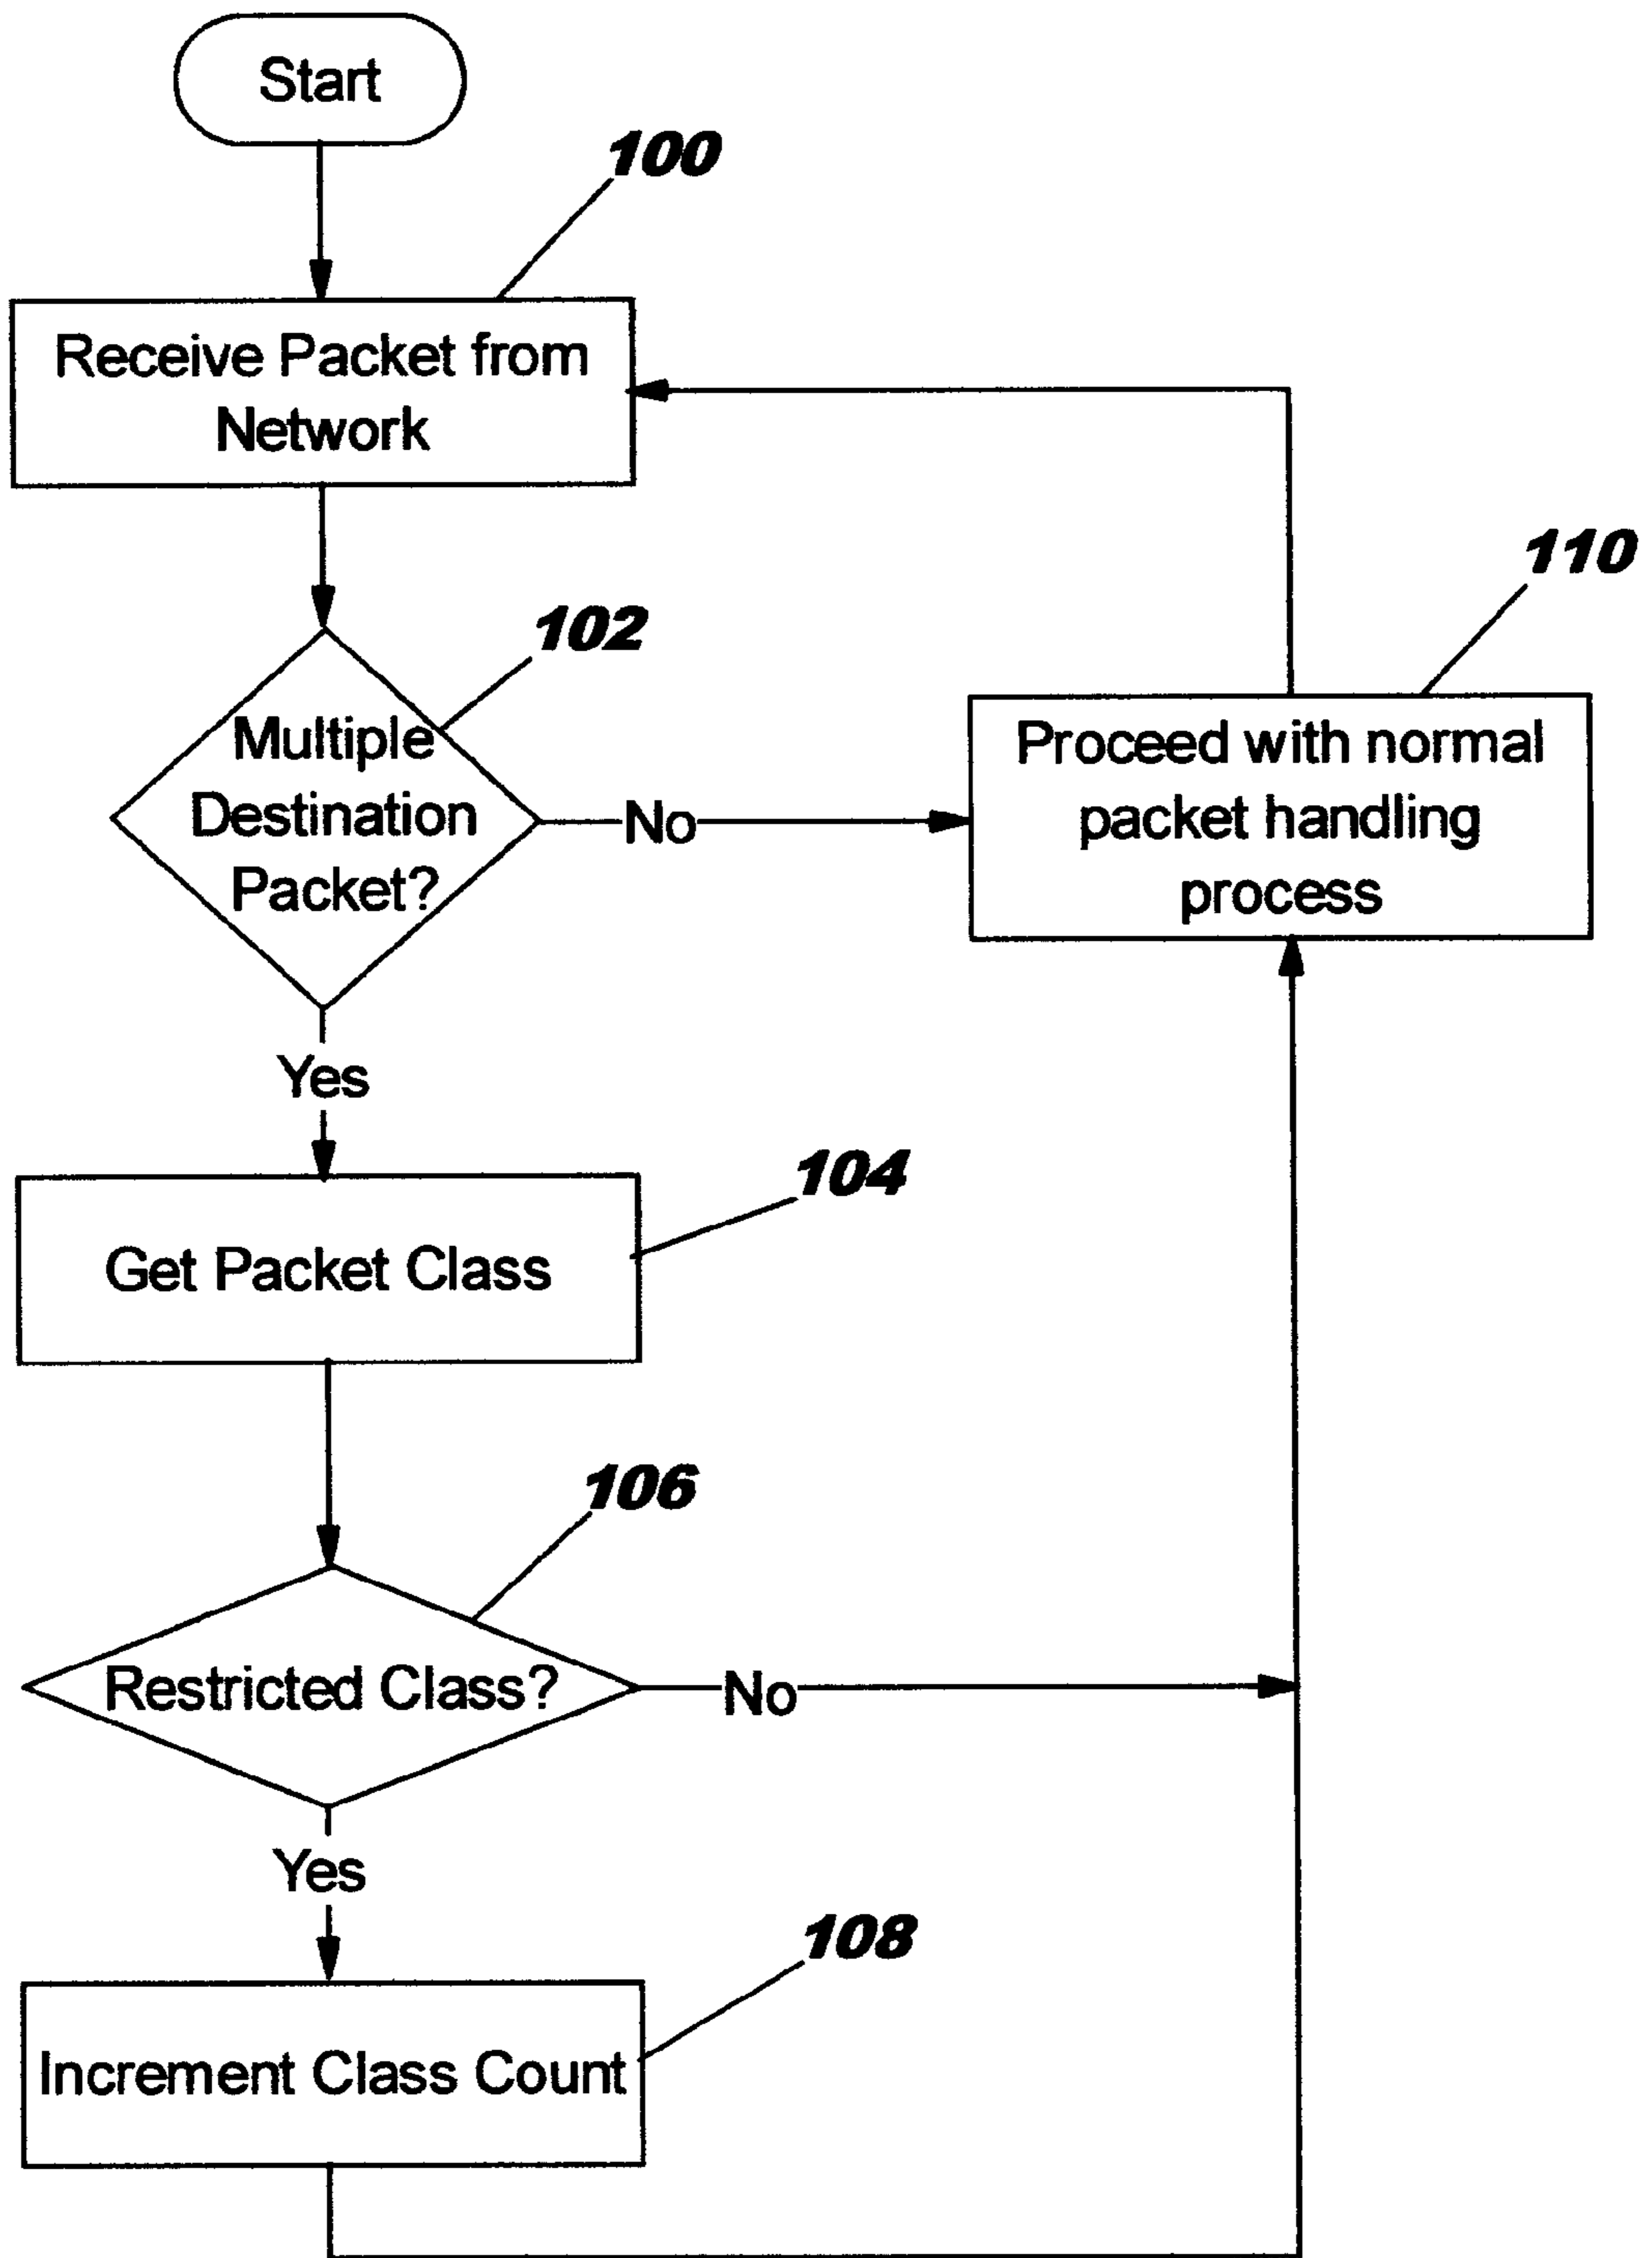 Start
100
Receive Packet from
Network
102
Multiple
Destination
Packet?
No
110
Proceed with normal
packet handling
process
Yes
104
Get Packet Class
106
Restricted Class?
No
Yes
108
Increment Class Count